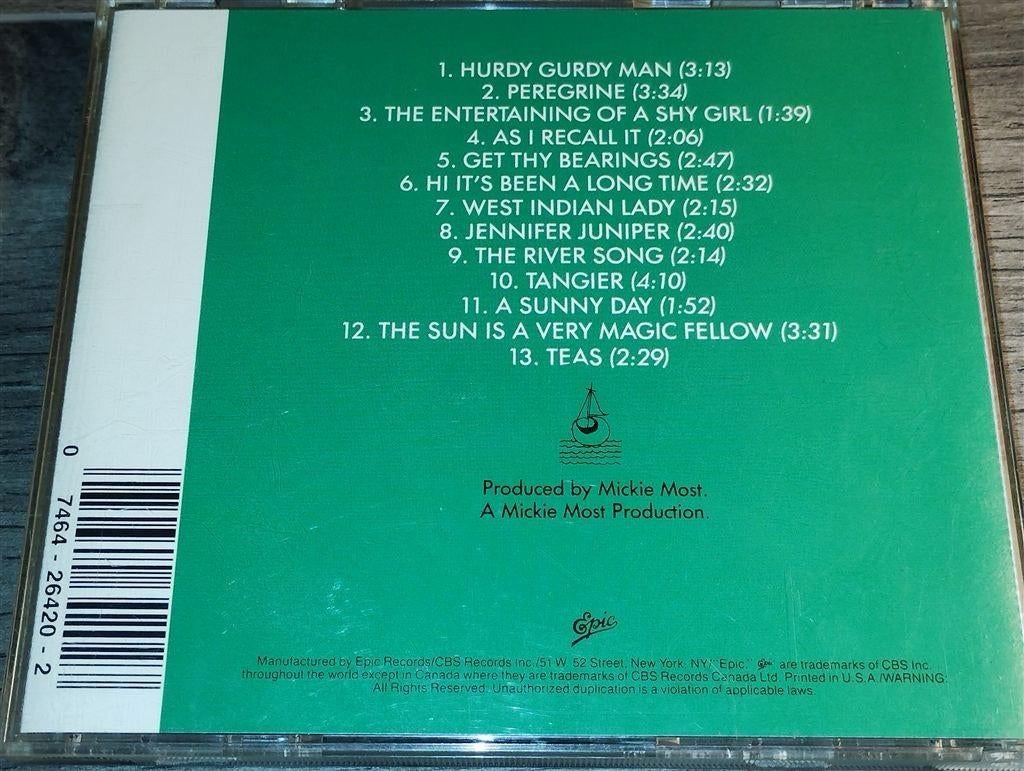 1. HURDY GURDY MAN (3:13)
2. PEREGRINE (3:34)
3. THE ENTERTAINING OF A SHY GIRL (1:39)
4. AS I RECALL IT (2:06)
5. GET THY BEARINGS (2:47)
6. HI IT'S BEEN A LONG TIME (2:32)
7. WEST INDIAN LADY (2:15)
8. JENNIFER JUNIPER (2:40)
9. THE RIVER SONG (2:14)
10. TANGIER (4:10)
11. A SUNNY DAY (1:52)
12. THE SUN IS A VERY MAGIC FELLOW (3:31)
13. TEAS (2:29)
Produced by Mickie Most.
A Mickie Most Production.
Epic
Manufactured by Epic Records/CBS Records Inc./51 W. 52 Street, New York, NY/"Epic," Epic are trademarks of CBS Inc.
throughout the world except in Canada where they are trademarks of CBS Records Canada Ltd. Printed in U.S.A./WARNING:
All Rights Reserved. Unauthorized duplication is a violation of applicable laws.
0 7464-26420-2